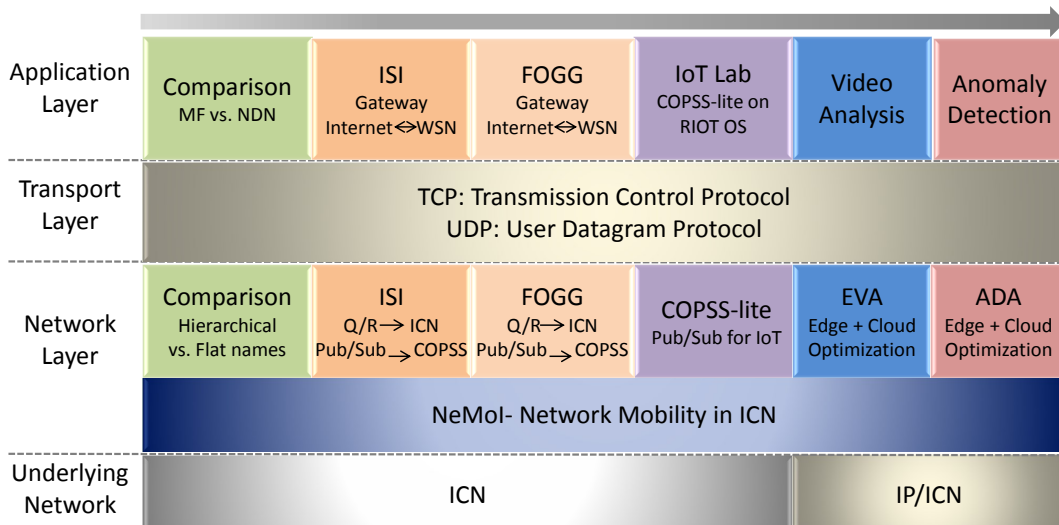 Application
Layer
Comparison
MF vs. NDN
ISI
Gateway
Internet⇔WSN
FOGG
Gateway
Internet⇔WSN
IoT Lab
COPSS-lite on
RIOT OS
Video
Analysis
Anomaly
Detection
Transport
Layer
TCP: Transmission Control Protocol
UDP: User Datagram Protocol
Network
Layer
Comparison
Hierarchical
vs. Flat names
ISI
Q/R → ICN
Pub/Sub → COPSS
FOGG
Q/R → ICN
Pub/Sub → COPSS
COPSS-lite
Pub/Sub for IoT
EVA
Edge + Cloud
Optimization
ADA
Edge + Cloud
Optimization
NeMoI- Network Mobility in ICN
Underlying
Network
ICN
IP/ICN